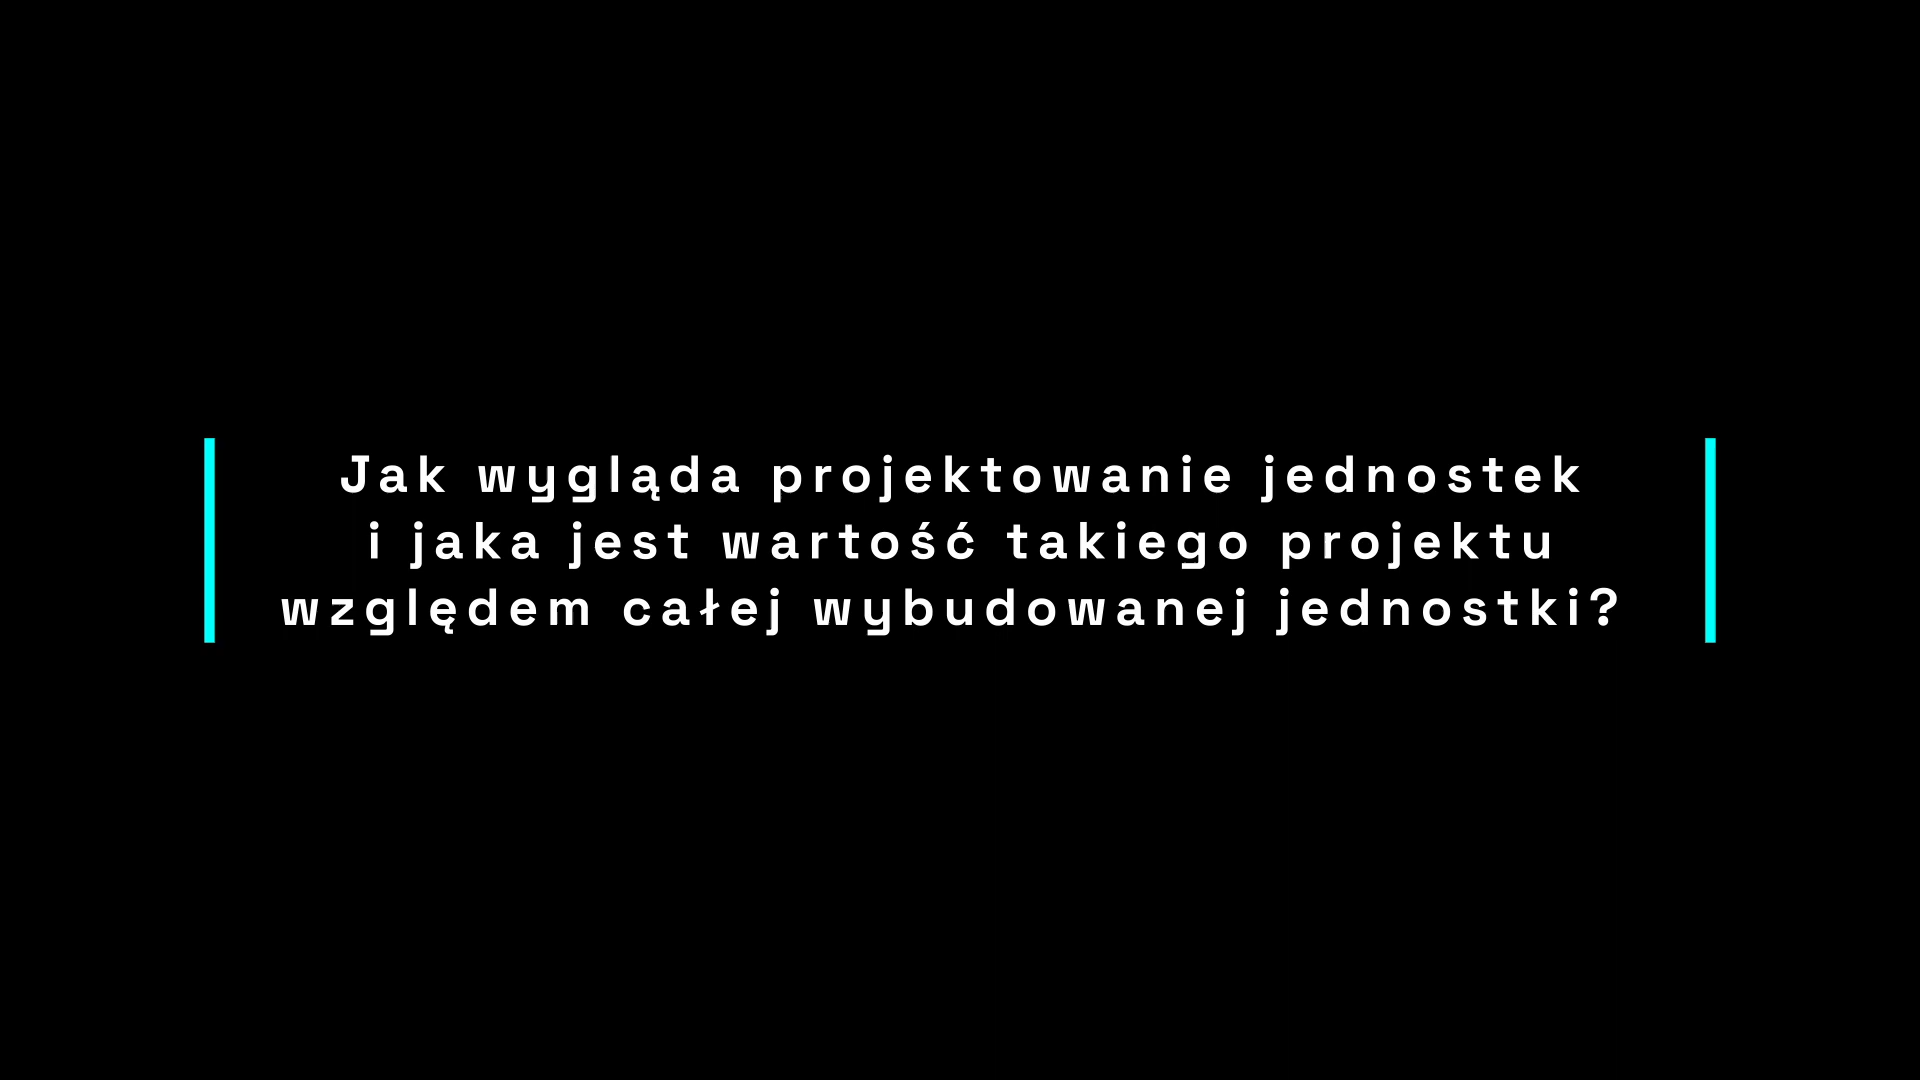 Jak wygląda projektowanie jednostek
i jaka jest wartość takiego projektu
względem całej wybudowanej jednostki?